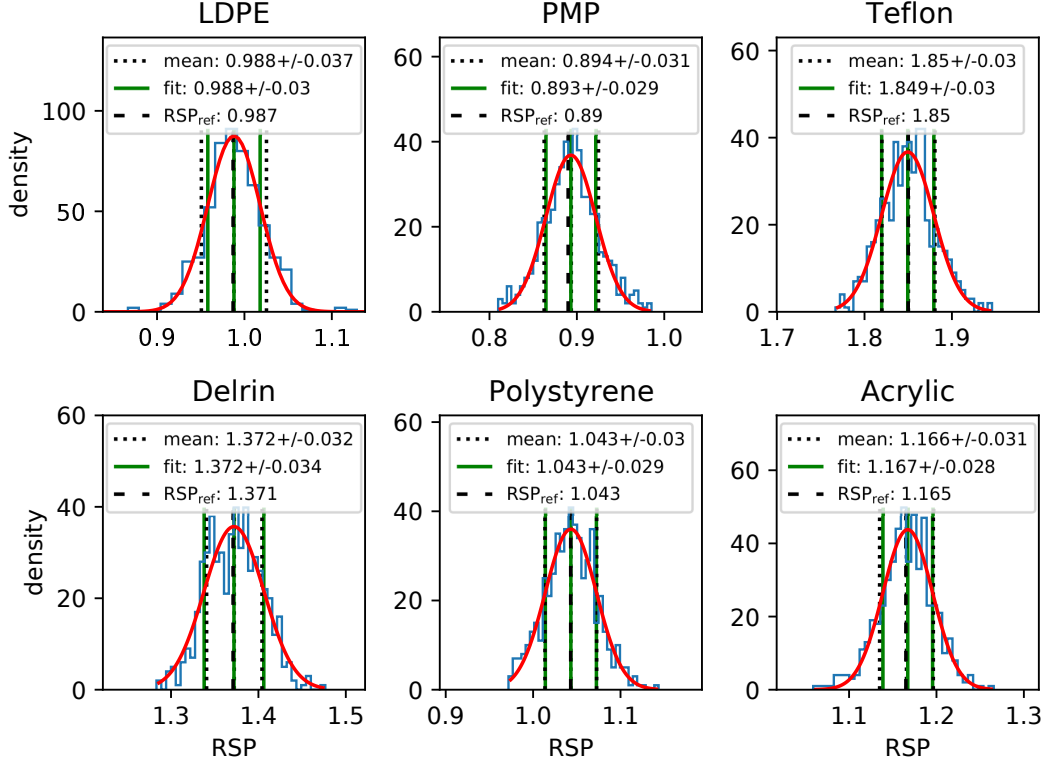 LDPE
mean: 0.988+/-0.037
fit: 0.988+/-0.03
RSPref: 0.987
density
100
50
0
0.9 1.0 1.1
PMP
mean: 0.894+/-0.031
fit: 0.893+/-0.029
RSPref: 0.89
60
40
20
0
0.8 0.9 1.0
Teflon
mean: 1.85+/-0.03
fit: 1.849+/-0.03
RSPref: 1.85
60
40
20
0
1.7 1.8 1.9
Delrin
mean: 1.372+/-0.032
fit: 1.372+/-0.034
RSPref: 1.371
density
60
40
20
0
1.3 1.4 1.5
RSP
Polystyrene
mean: 1.043+/-0.03
fit: 1.043+/-0.029
RSPref: 1.043
60
40
20
0
0.9 1.0 1.1
RSP
Acrylic
mean: 1.166+/-0.031
fit: 1.167+/-0.028
RSPref: 1.165
60
40
20
0
1.1 1.2 1.3
RSP